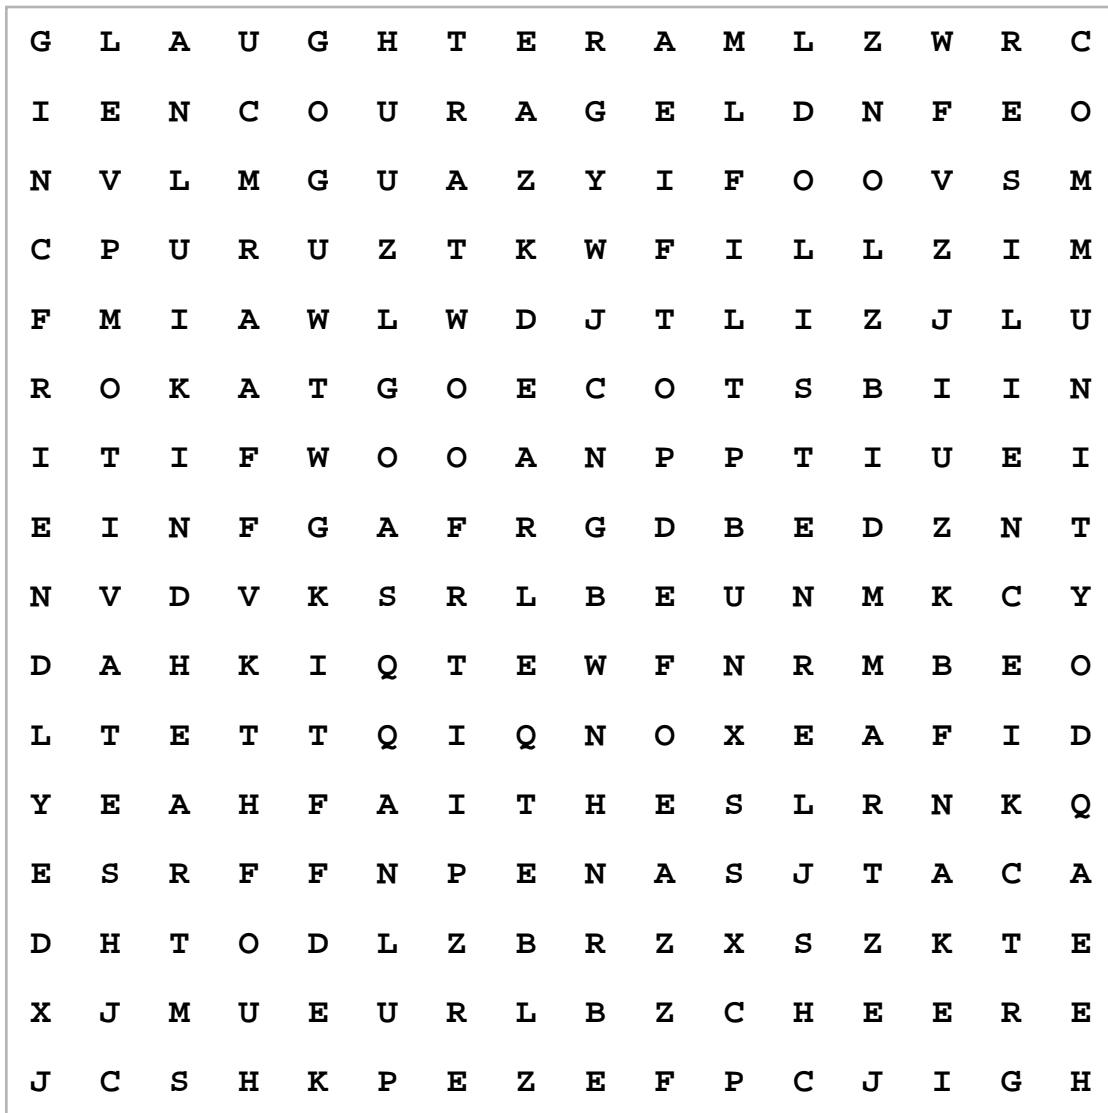 G L A U G H T E R A M L Z W R C
I E N C O U R A G E L D N F E O
N V L M G U A Z Y I F O O V S M
C P U R U Z T K W F I L L Z I M
F M I A W L W D J T L I Z J L U
R O K A T G O E C O T S B I I N
I T I F W O O A N P P T I U E I
E I N F G A F R G D B E D Z N T
N V D V K S R L B E U N M K C Y
D A H K I Q T E W F N R M B E O
L T E T T Q I Q N O X E A F I D
Y E A H F A I T H E S L R N K Q
E S R F F N P E N A S J T A C A
D H T O D L Z B R Z X S Z K T E
X J M U E U R L B Z C H E E R E
J C S H K P E Z E F P C J I G H